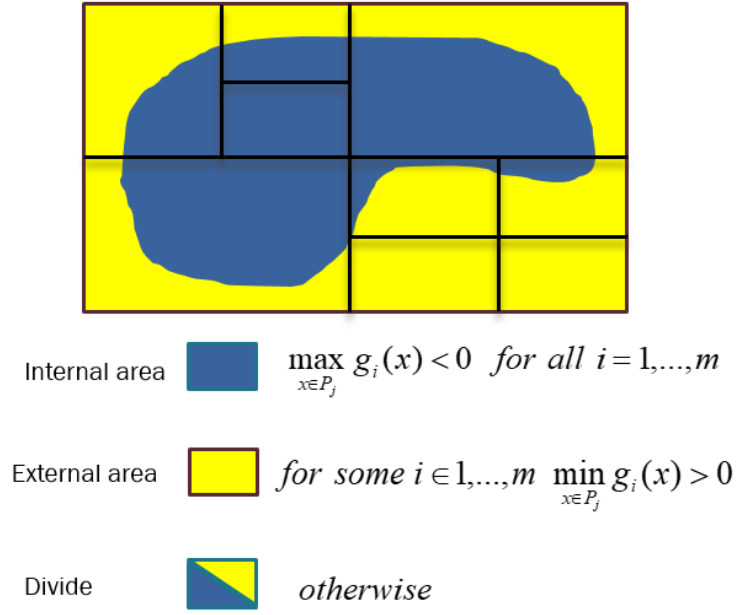 Internal area max g_i(x) < 0 for all i = 1,...,m
x∈P_j
External area for some i ∈ 1,...,m min g_i(x) > 0
x∈P_j
Divide otherwise